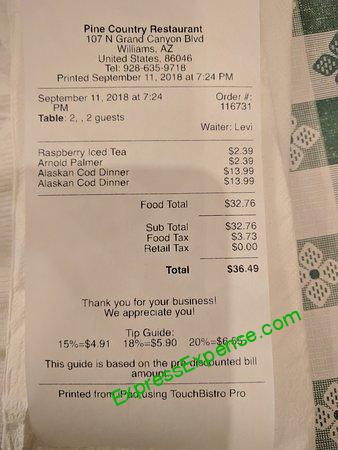 Pine Country Restaurant
107 N Grand Canyon Blvd
Williams, AZ
United States, 86046
Tel: 928-635-9718
Printed September 11, 2018 at 7:24 PM
September 11, 2018 at 7:24 PM
Order #: 116731
Table: 2, , 2 guests
Waiter: Levi
Raspberry Iced Tea $2.39
Arnold Palmer $2.39
Alaskan Cod Dinner $13.99
Alaskan Cod Dinner $13.99
Food Total $32.76
Sub Total $32.76
Food Tax $3.73
Retail Tax $0.00
Total $36.49
Thank you for your business!
We appreciate you!
Tip Guide:
15%=$4.91 18%=$5.90 20%=$6.55
This guide is based on the pre-discounted bill
amount.
Printed from iPad using TouchBistro Pro
ExpressExpense.com